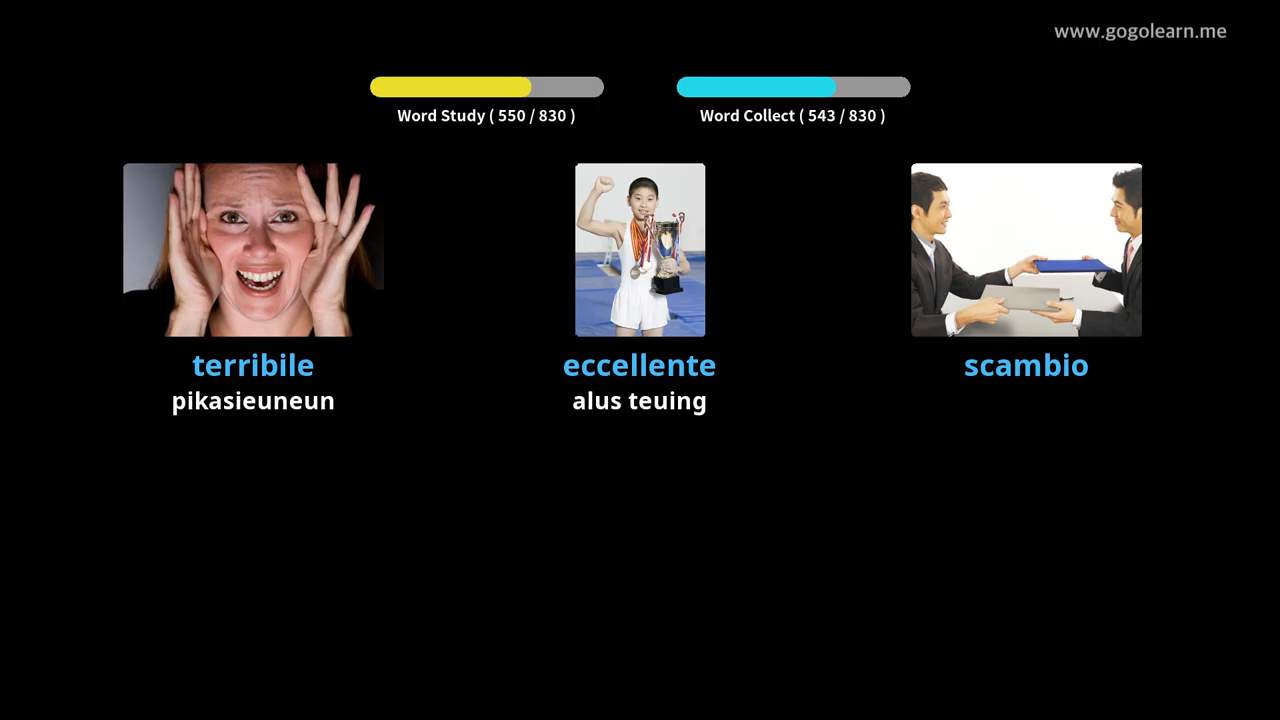 www.gogolearn.me
Word Study ( 550 / 830 )
Word Collect ( 543 / 830 )
terribile
eccellente
scambio
pikasieuneun
alus teuing